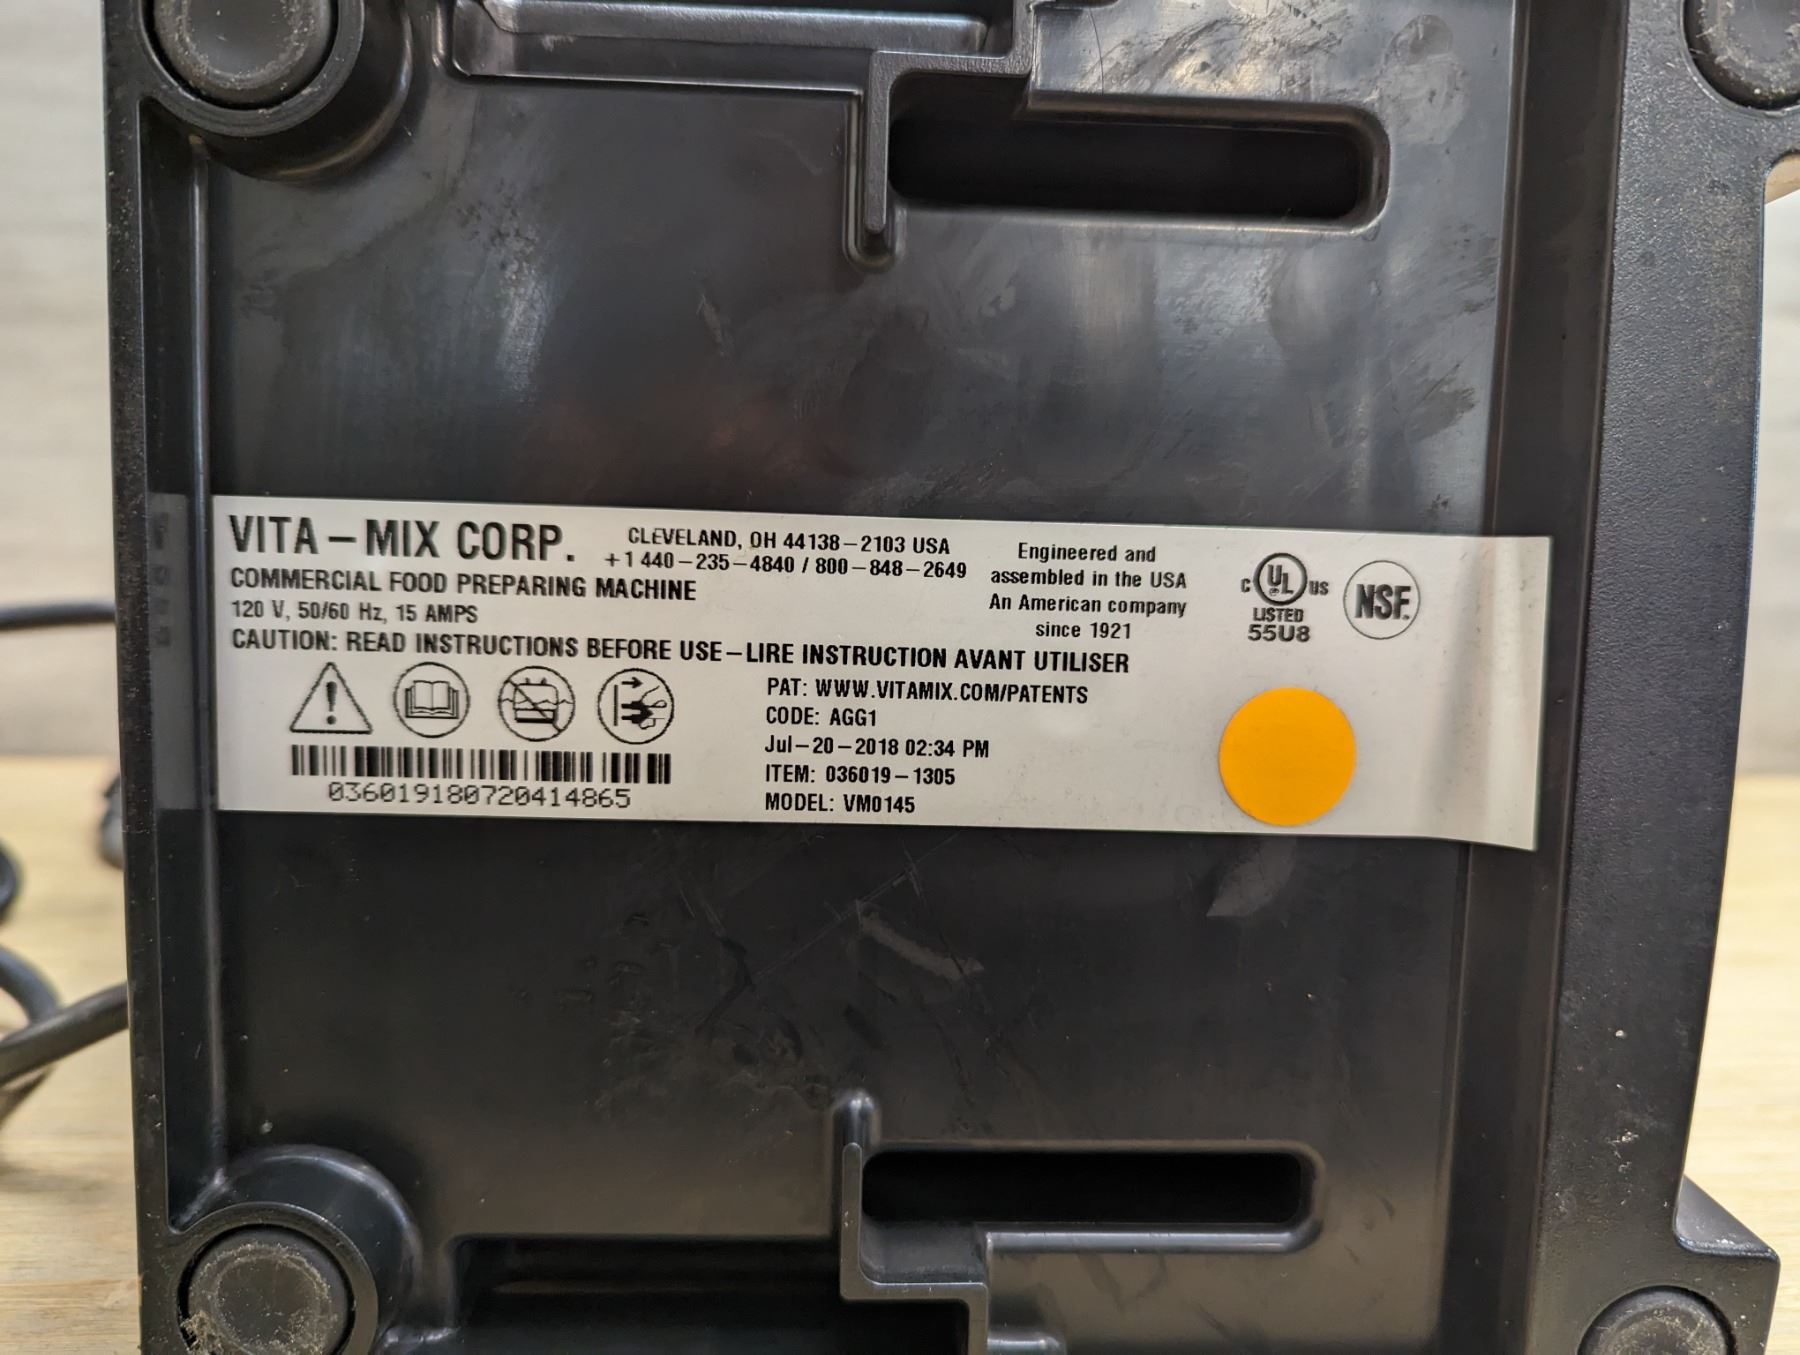 VITA-MIX CORP.
CLEVELAND, OH 44138-2103 USA
+1 440-235-4840 / 800-848-2649
COMMERCIAL FOOD PREPARING MACHINE
120 V, 50/60 Hz, 15 AMPS
Engineered and
assembled in the USA
An American company
since 1921
C UL US
LISTED
55U8
NSF.
CAUTION: READ INSTRUCTIONS BEFORE USE-LIRE INSTRUCTION AVANT UTILISER
PAT: WWW.VITAMIX.COM/PATENTS
CODE: AGG1
Jul-20-2018 02:34 PM
ITEM: 036019-1305
MODEL: VM0145
036019180720414865